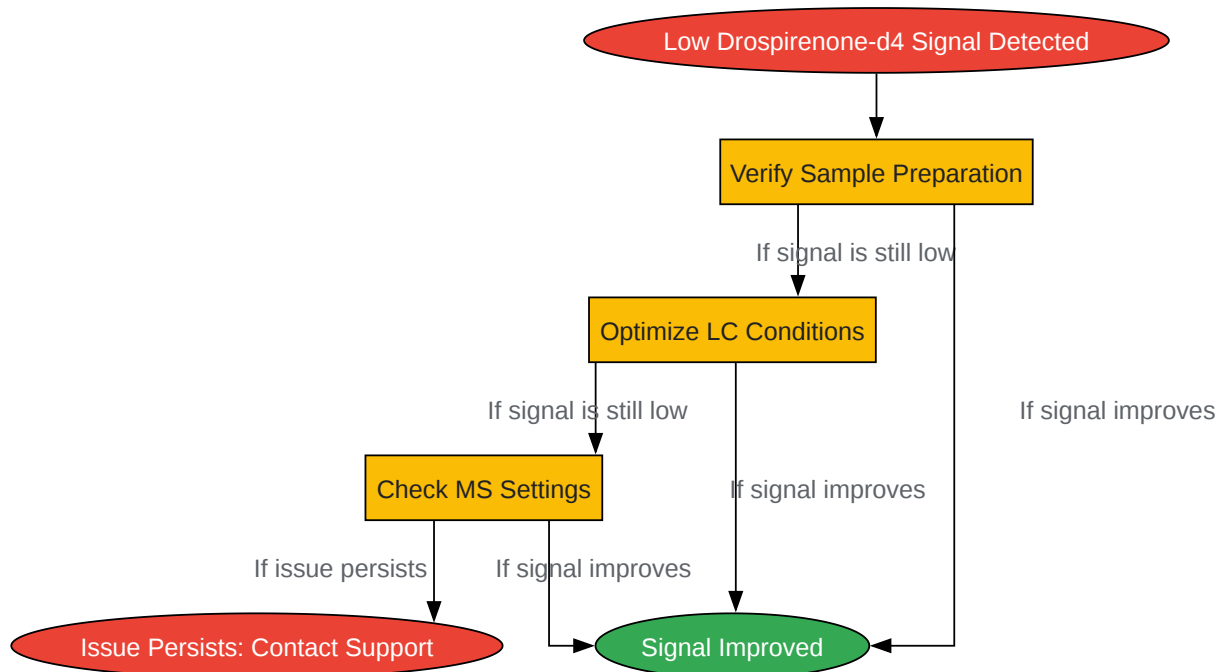 Low Drospirenone-d4 Signal Detected
Verify Sample Preparation
If signal is still low
Optimize LC Conditions
If signal is still low
If signal improves
Check MS Settings
If signal improves
If issue persists
If signal improves
Issue Persists: Contact Support
Signal Improved